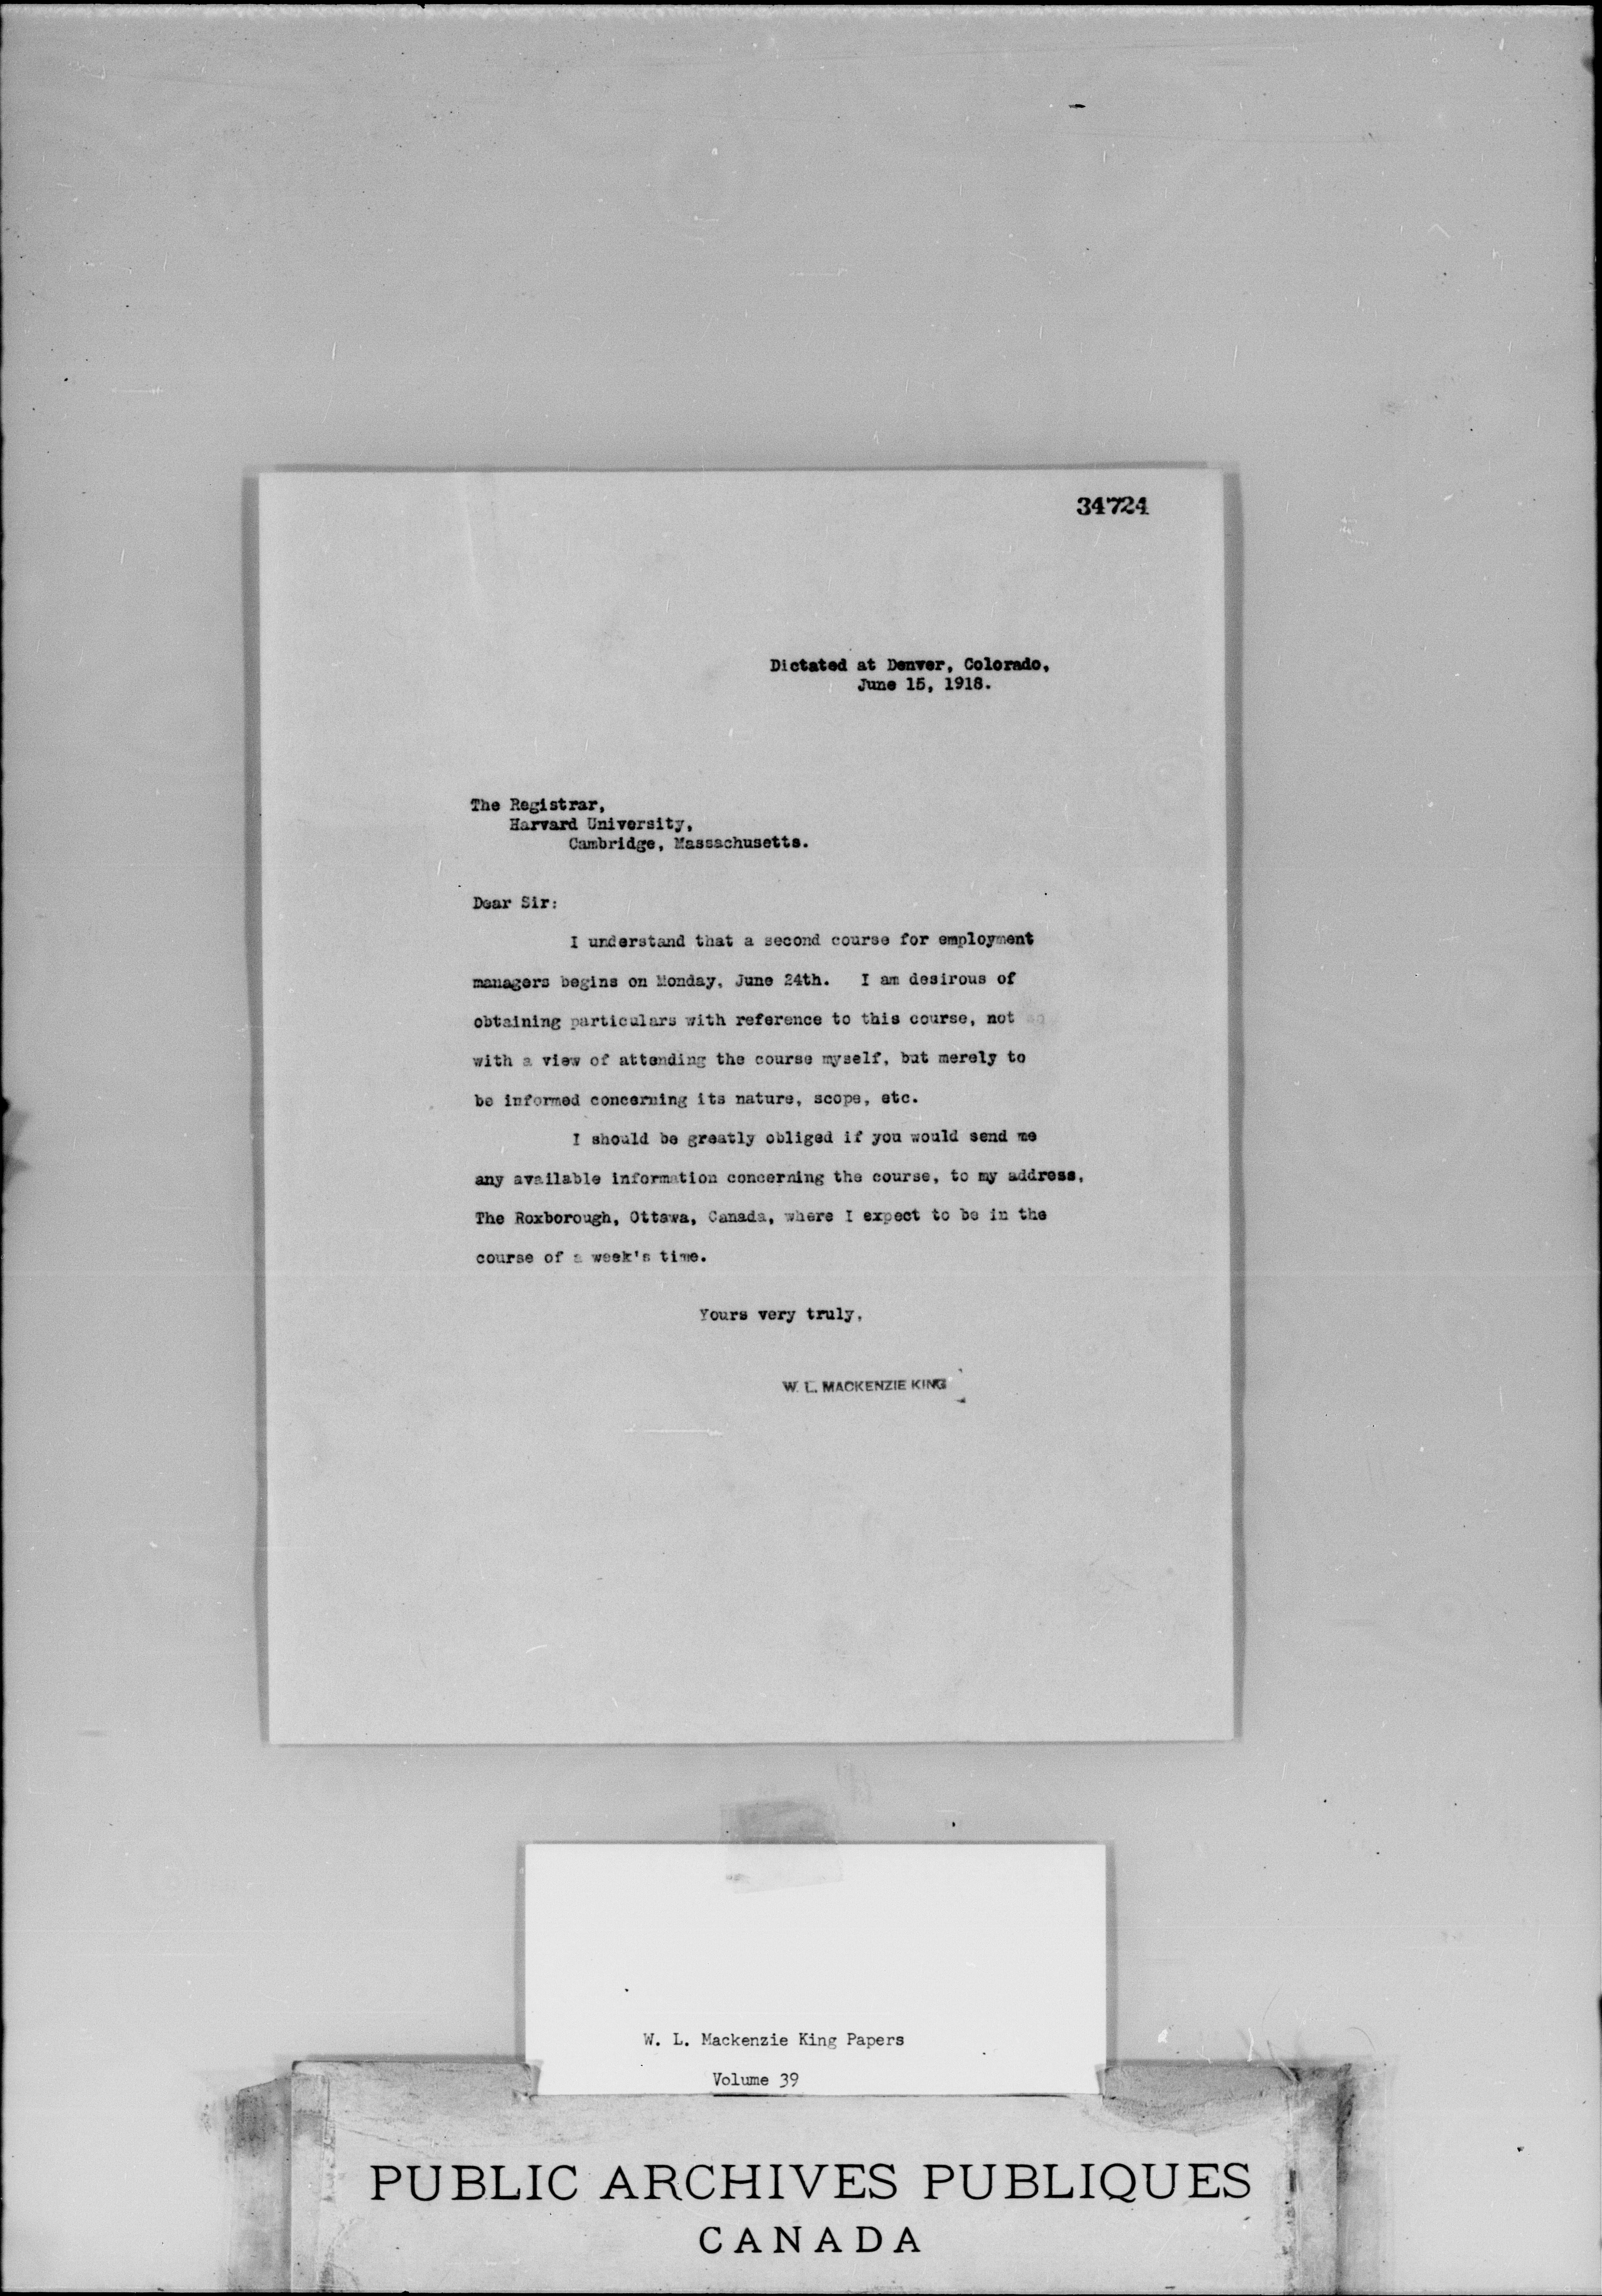 34724
Dictated at Denver, Colorado,
June 15, 1918.
The Registrar,
Harvard University,
Cambridge, Massachusetts.
Dear Sir:
I understand that a second course for employment
managers begins on Monday, June 24th. I am desirous of
obtaining particulars with reference to this course, not
with a view of attending the course myself, but merely to
be informed concerning its nature, scope, etc.
I should be greatly obliged if you would send me
any available information concerning the course, to my address,
The Roxborough, Ottawa, Canada, where I expect to be in the
course of a week's time.
Yours very truly,
W. L. MACKENZIE KING
W. L. Mackenzie King Papers
Volume 39
PUBLIC ARCHIVES PUBLIQUES
CANADA